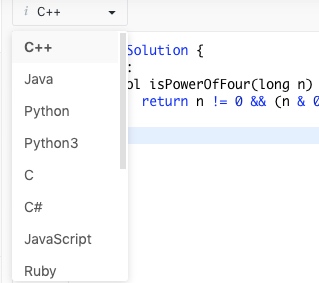 i C++
C++
Java
Python
Python3
C
C#
JavaScript
Ruby
Solution {
:
ol isPowerOfFour(long n)
return n != 0 && (n & 0